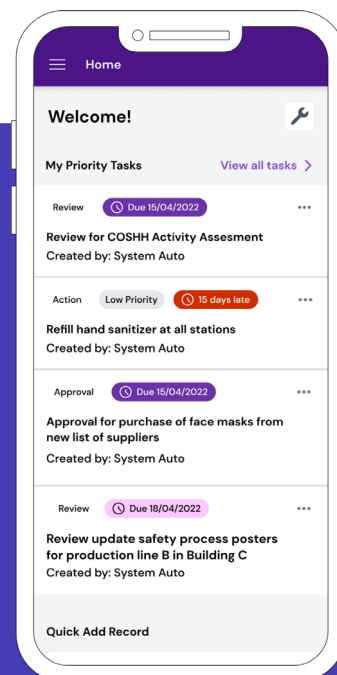 Home
Welcome!
My Priority Tasks View all tasks
Review Due 15/04/2022
Review for COSHH Activity Assesment
Created by: System Auto
Action Low Priority 15 days late
Refill hand sanitizer at all stations
Created by: System Auto
Approval Due 15/04/2022
Approval for purchase of face masks from
new list of suppliers
Created by: System Auto
Review Due 18/04/2022
Review update safety process posters
for production line B in Building C
Created by: System Auto
Quick Add Record